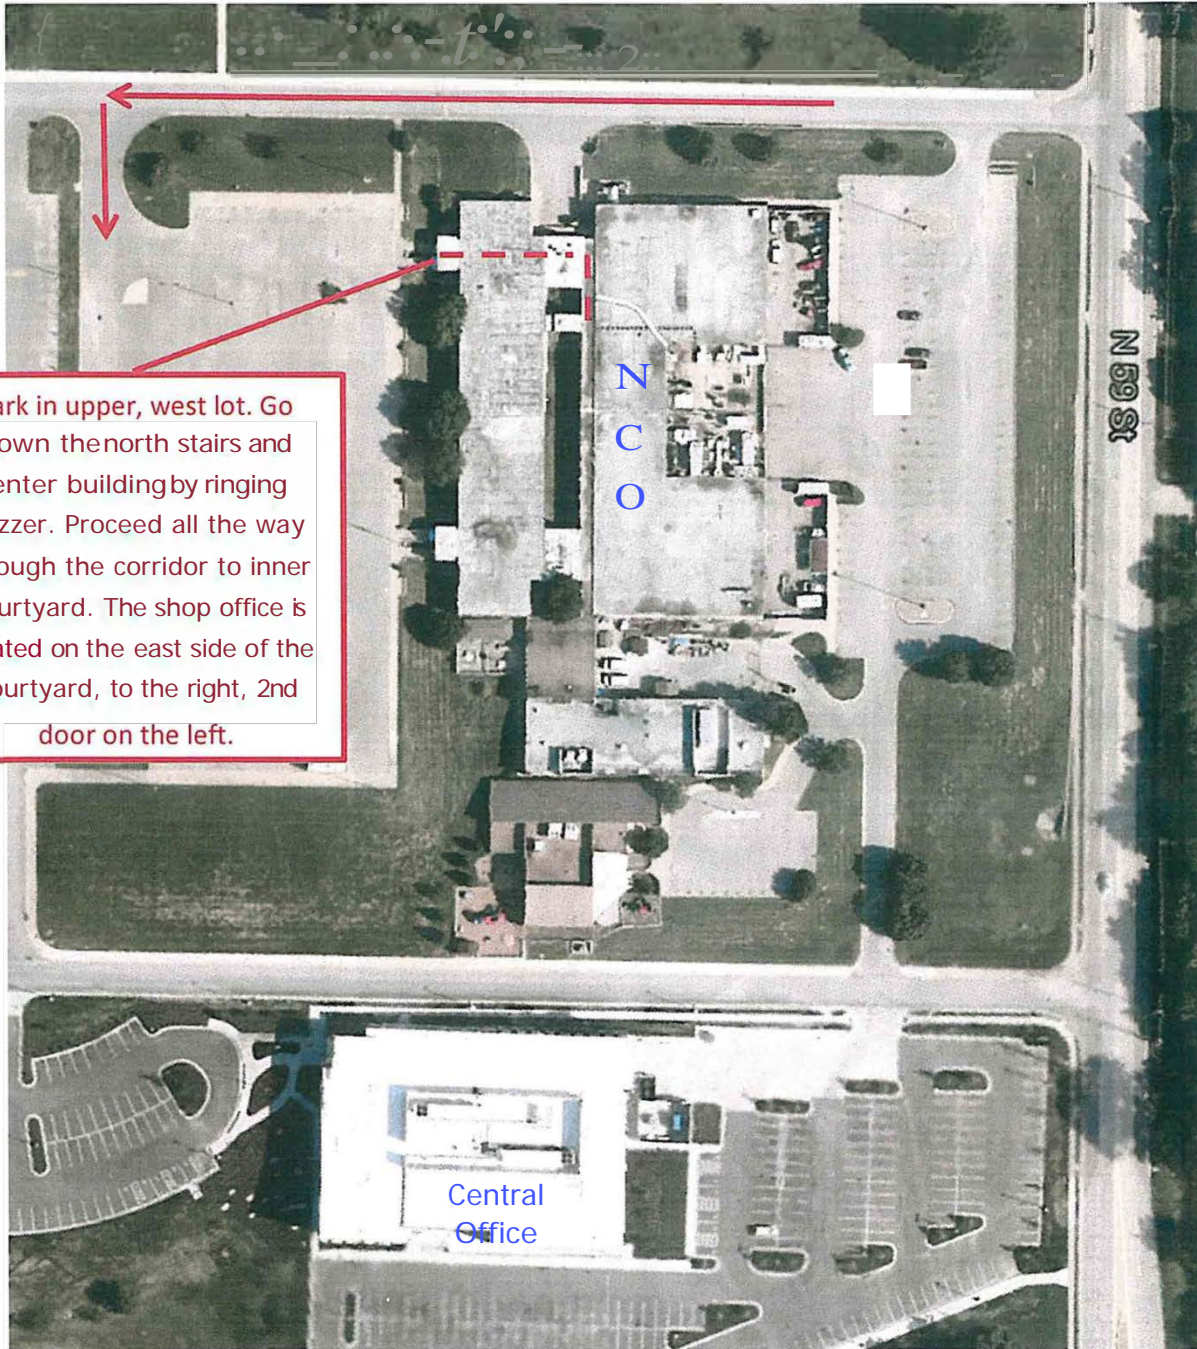 N 59 St
ark in upper, west lot. Go
own the north stairs and
enter building by ringing
zzer. Proceed all the way
ough the corridor to inner
urtyard. The shop office is
ated on the east side of the
ourtyard, to the right, 2nd
door on the left.
N
C
O
Central
Office